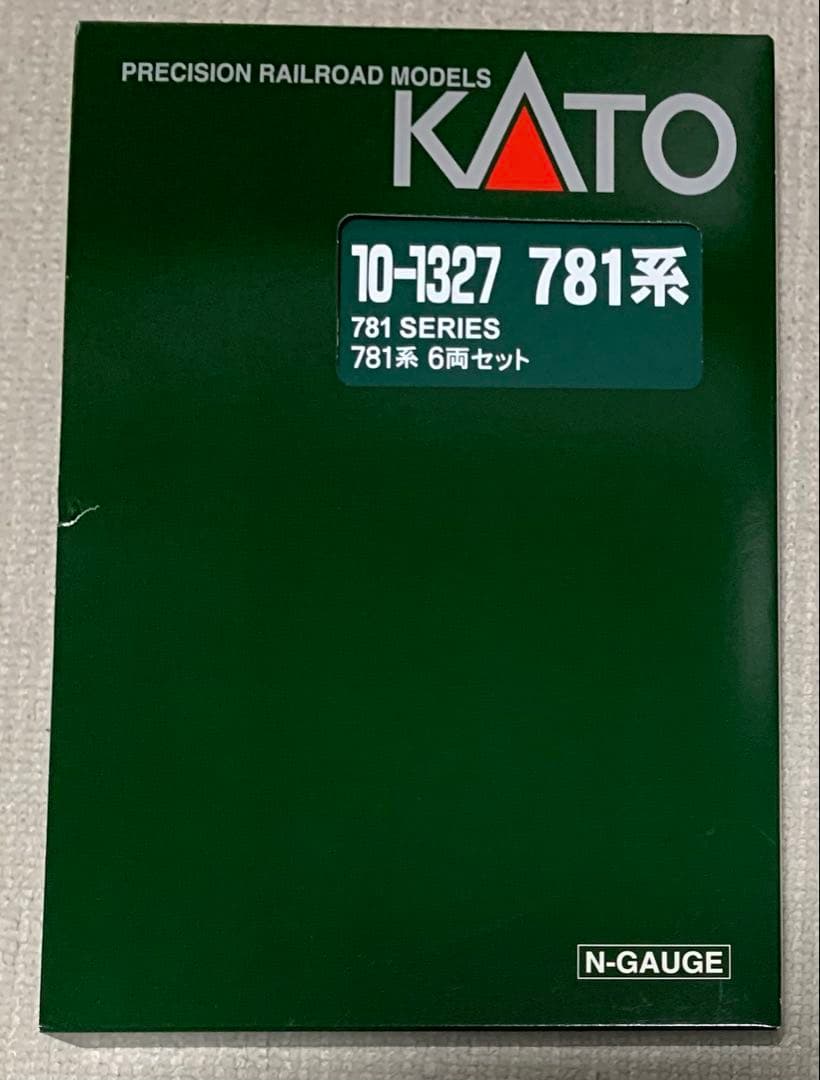 PRECISION RAILROAD MODELS
KATO
10-1327 781系
781 SERIES
781系 6両セット
N-GAUGE